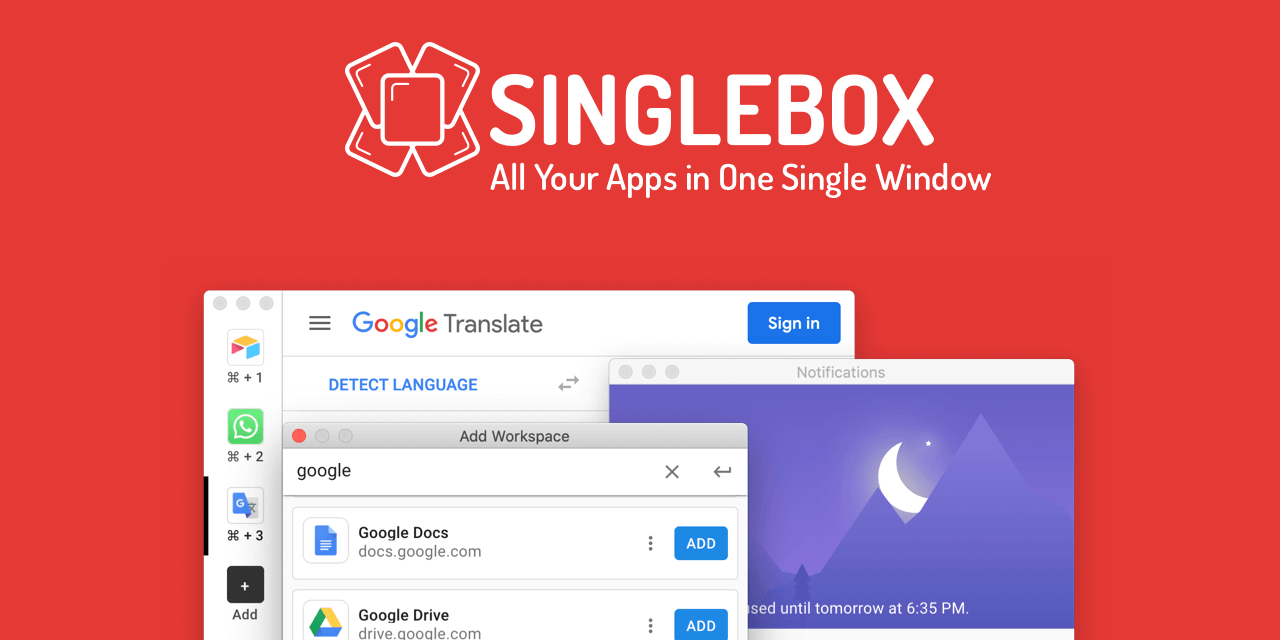 SINGLEBOX
All Your Apps in One Single Window
Google Translate
Sign in
⌘ + 1
DETECT LANGUAGE
Notifications
⌘ + 2
Add Workspace
google
⌘ + 3
Google Docs
docs.google.com
ADD
+
Add
Google Drive
drive.google.com
ADD
until tomorrow at 6:35 PM.